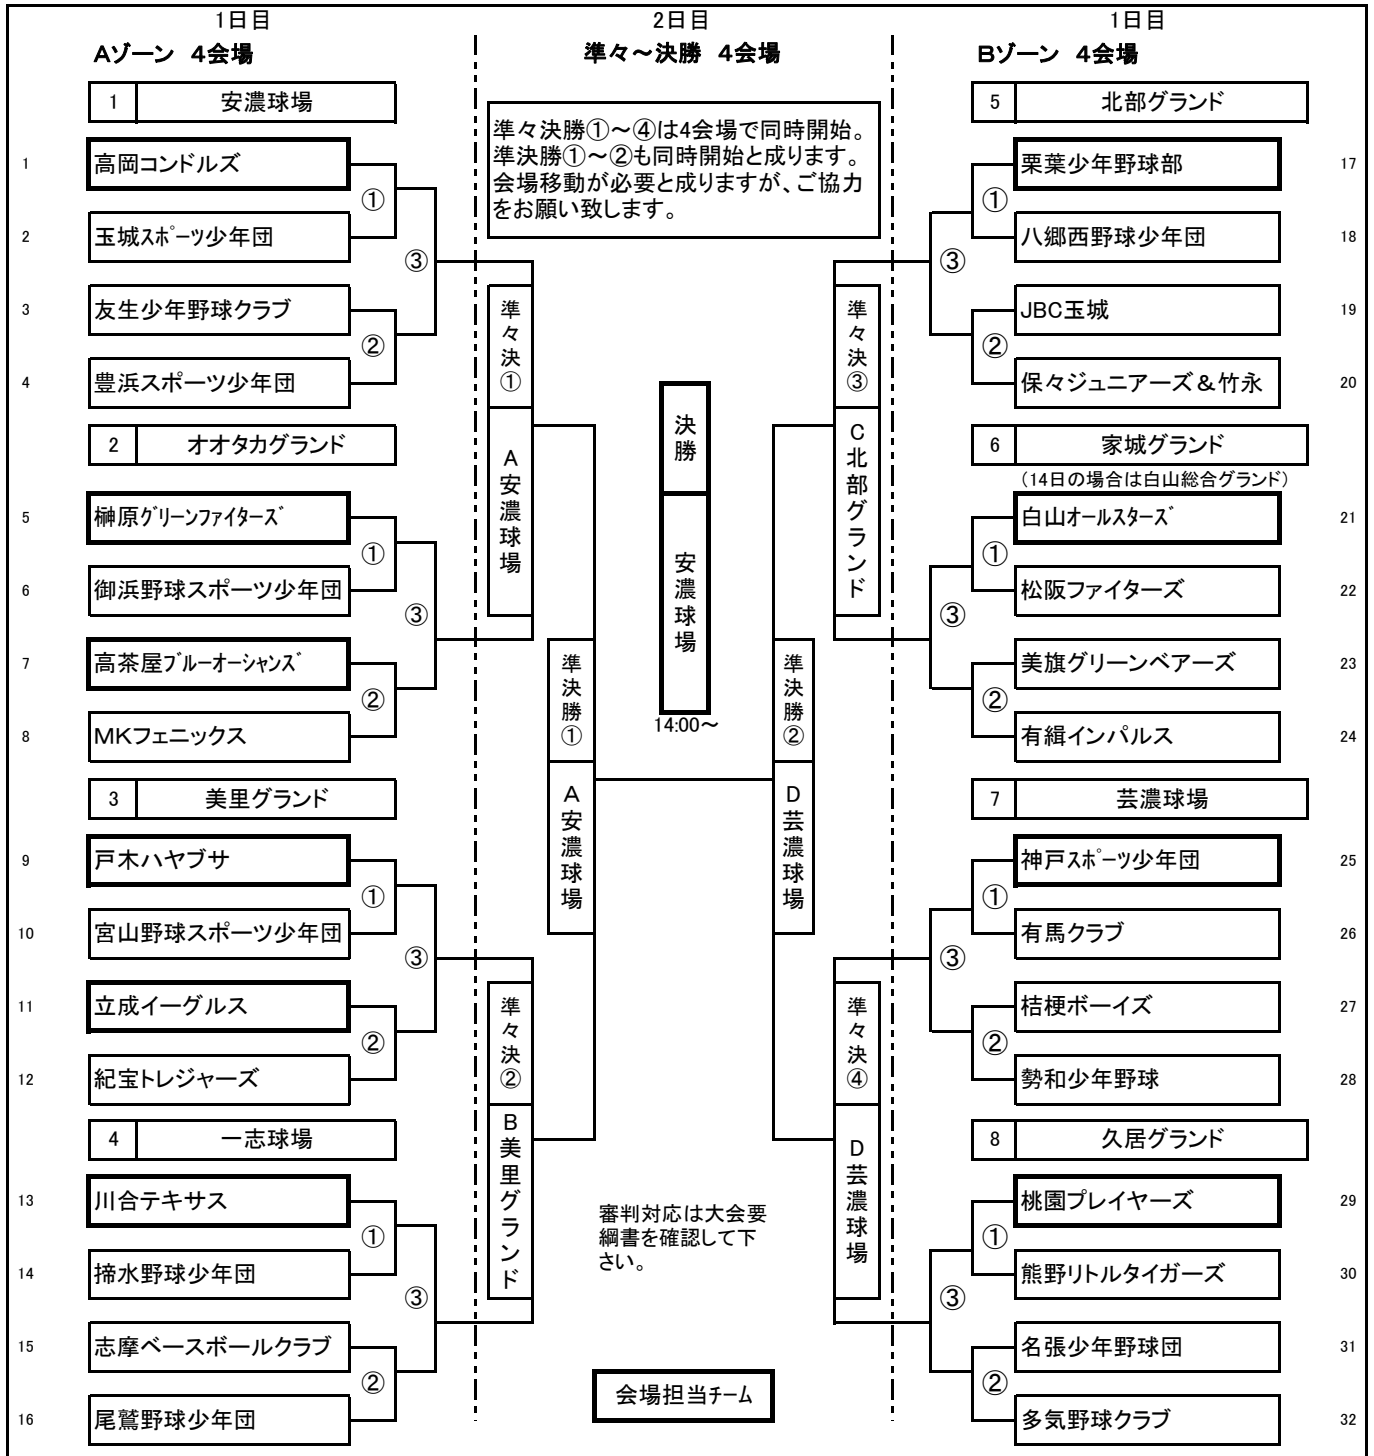 1日目
Aゾーン 4会場
1 安濃球場
1 高岡コンドルズ
①
2 玉城スポーツ少年団
③
3 友生少年野球クラブ
②
4 豊浜スポーツ少年団
2 オオタカグランド
5 榊原グリーンファイターズ
①
6 御浜野球スポーツ少年団
③
7 高茶屋ブルーオーシャンズ
②
8 MKフェニックス
3 美里グランド
9 戸木ハヤブサ
①
10 宮山野球スポーツ少年団
③
11 立成イーグルス
②
12 紀宝トレジャーズ
4 一志球場
13 川合テキサス
①
14 揥水野球少年団
③
15 志摩ベースボールクラブ
②
16 尾鷲野球少年団
2日目
準々～決勝 4会場
準々決勝①～④は4会場で同時開始。
準決勝①～②も同時開始と成ります。
会場移動が必要と成りますが、ご協力
をお願い致します。
準々決①
A安濃球場
準々決②
B美里グランド
準決勝①
A安濃球場
決勝
安濃球場
14:00～
準決勝②
D芸濃球場
準々決③
C北部グランド
準々決④
D芸濃球場
審判対応は大会要
綱書を確認して下
さい。
会場担当チーム
1日目
Bゾーン 4会場
5 北部グランド
栗葉少年野球部 17
①
八郷西野球少年団 18
③
JBC玉城 19
②
保々ジュニアーズ＆竹永 20
6 家城グランド
（14日の場合は白山総合グランド）
白山オールスターズ 21
①
松阪ファイターズ 22
③
美旗グリーンベアーズ 23
②
有緝インパルス 24
7 芸濃球場
神戸スポーツ少年団 25
①
有馬クラブ 26
③
桔梗ボーイズ 27
②
勢和少年野球 28
8 久居グランド
桃園プレイヤーズ 29
①
熊野リトルタイガーズ 30
③
名張少年野球団 31
②
多気野球クラブ 32